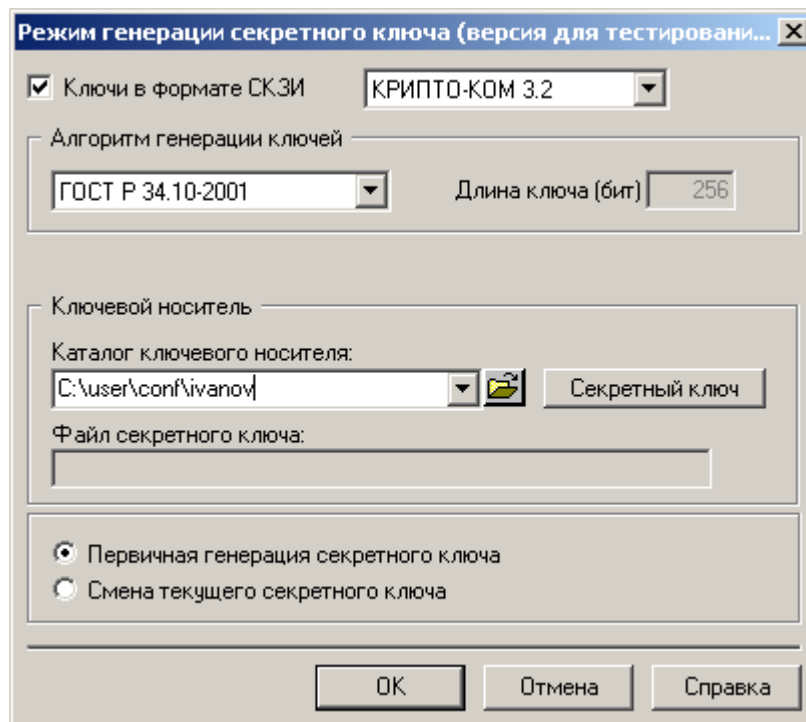 Режим генерации секретного ключа (версия для тестировани...
Ключи в формате СКЗИ КРИПТО-КОМ 3.2
Алгоритм генерации ключей
ГОСТ Р 34.10-2001 Длина ключа (бит) 256
Ключевой носитель
Каталог ключевого носителя:
C:\user\conf\ivanov Секретный ключ
Файл секретного ключа:
Первичная генерация секретного ключа
Смена текущего секретного ключа
OK Отмена Справка